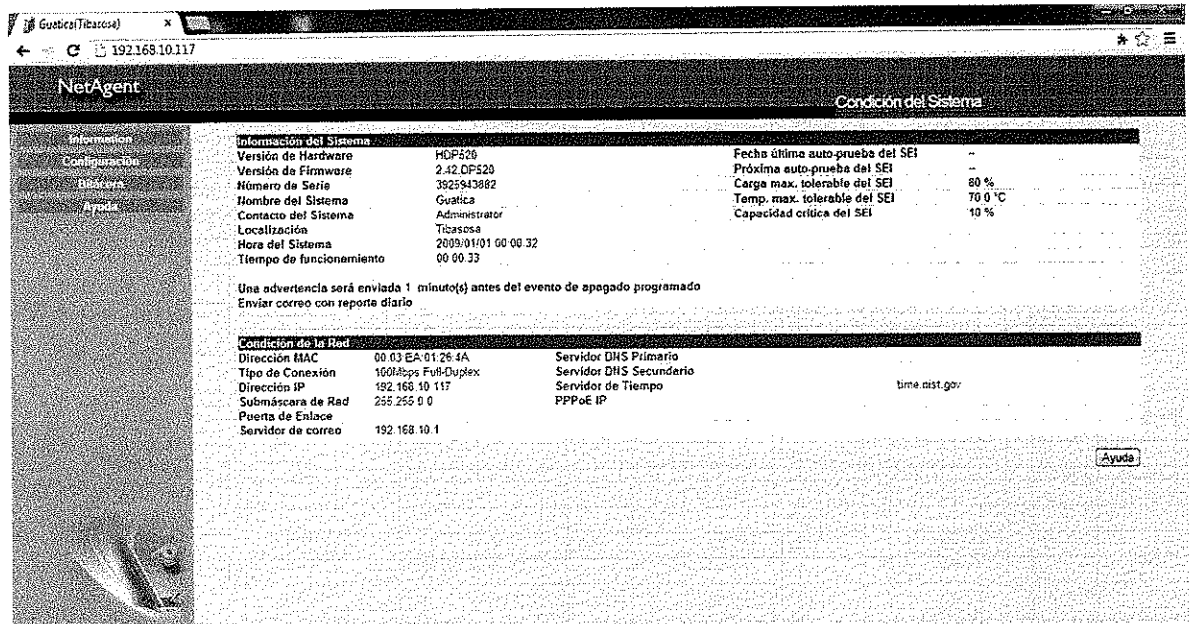 Guatica(Tibasosa) x
192.168.10.117
NetAgent
Condición del Sistema
Information
Configuración
Bitácora
Ayuda
Información del Sistema
Versión de Hardware HDP520
Versión de Firmware 2.42.DP520
Número de Serie 3925943882
Nombre del Sistema Guatica
Contacto del Sistema Administrator
Localización Tibasosa
Hora del Sistema 2009/01/01 00:00:32
Tiempo de funcionamiento 00:00:33
Fecha última auto-prueba del SEI --
Próxima auto-prueba del SEI --
Carga max. tolerable del SEI 80 %
Temp. max. tolerable del SEI 70.0 °C
Capacidad crítica del SEI 10 %
Una advertencia será enviada 1 minuto(s) antes del evento de apagado programado
Enviar correo con reporte diario
Condición de la Red
Dirección MAC 00:03:EA:01:26:4A
Tipo de Conexión 100Mbps Full-Duplex
Dirección IP 192.168.10.117
Submáscara de Red 255.255.0.0
Puerta de Enlace
Servidor de correo 192.168.10.1
Servidor DNS Primario
Servidor DNS Secundario
Servidor de Tiempo time.nist.gov
PPPoE IP
Ayuda